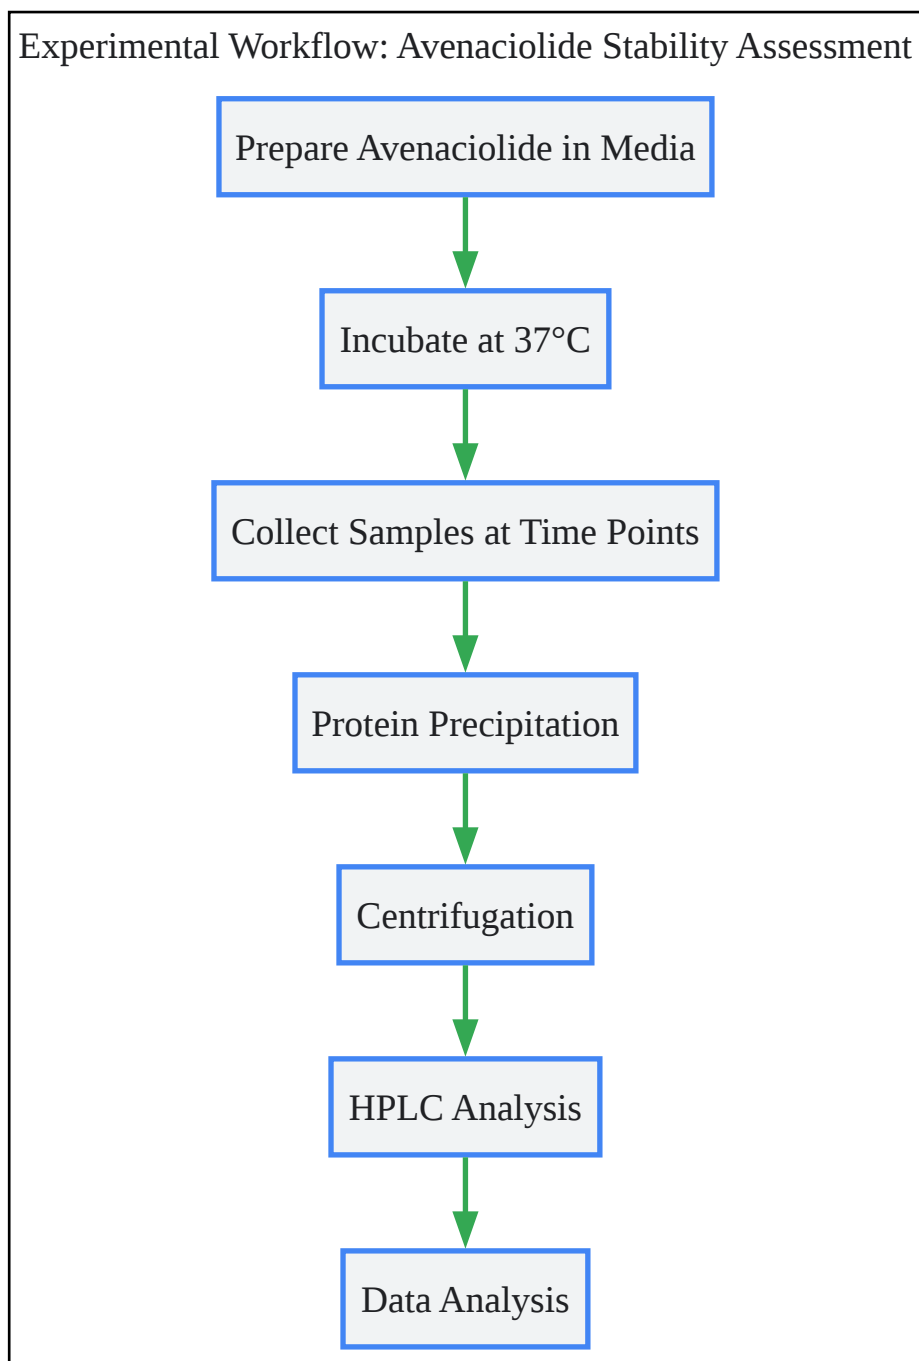 Experimental Workflow: Avenaciolide Stability Assessment
Prepare Avenaciolide in Media
Incubate at 37°C
Collect Samples at Time Points
Protein Precipitation
Centrifugation
HPLC Analysis
Data Analysis